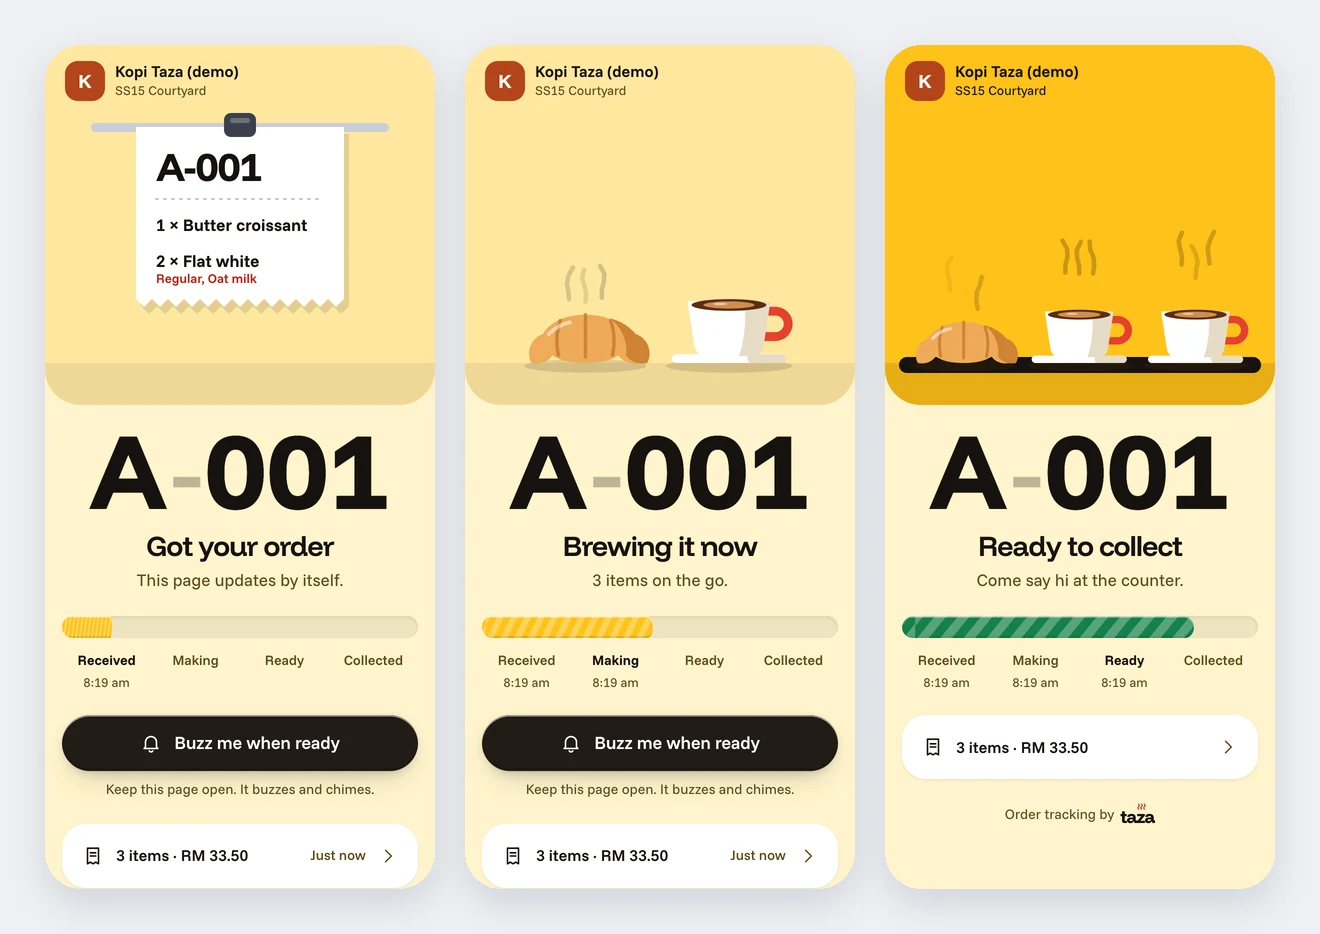 K
Kopi Taza (demo)
SS15 Courtyard
A-001
1 × Butter croissant
2 × Flat white
Regular, Oat milk
A-001
Got your order
This page updates by itself.
Received Making Ready Collected
8:19 am
Buzz me when ready
Keep this page open. It buzzes and chimes.
3 items · RM 33.50 Just now
K
Kopi Taza (demo)
SS15 Courtyard
A-001
Brewing it now
3 items on the go.
Received Making Ready Collected
8:19 am 8:19 am
Buzz me when ready
Keep this page open. It buzzes and chimes.
3 items · RM 33.50 Just now
K
Kopi Taza (demo)
SS15 Courtyard
A-001
Ready to collect
Come say hi at the counter.
Received Making Ready Collected
8:19 am 8:19 am 8:19 am
3 items · RM 33.50
Order tracking by taza